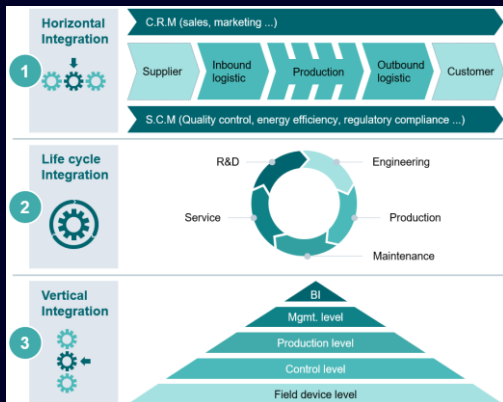 1
Horizontal
Integration
C.R.M (sales, marketing ...)
Supplier
Inbound
logistic
Production
Outbound
logistic
Customer
S.C.M (Quality control, energy efficiency, regulatory compliance ...)
2
Life cycle
Integration
R&D
Engineering
Service
Production
Maintenance
3
Vertical
Integration
BI
Mgmt. level
Production level
Control level
Field device level